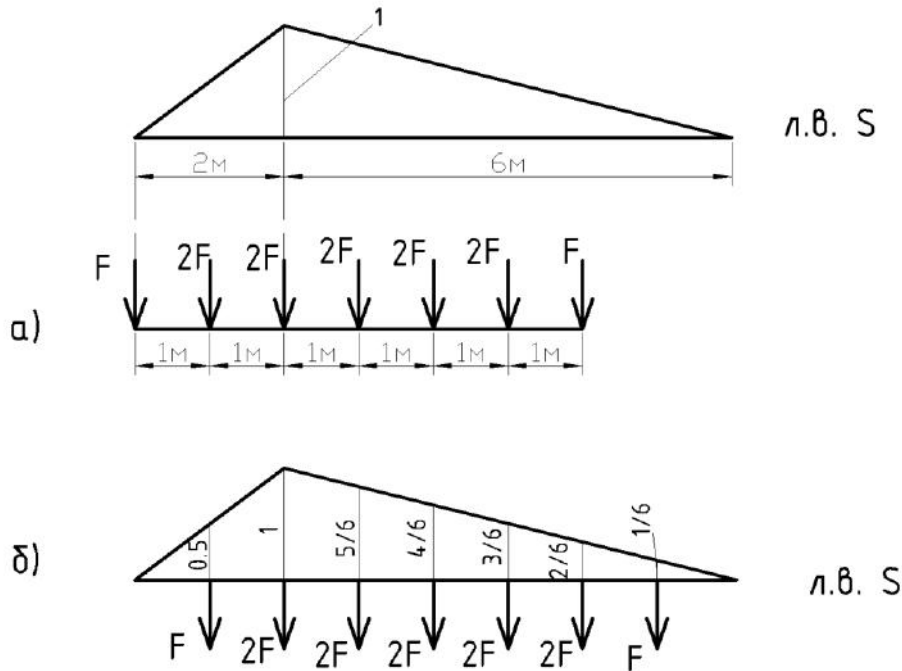 1
л.в. S
2м 6м
F 2F 2F 2F 2F 2F F
а)
1м 1м 1м 1м 1м 1м
0.5 1 5/6 4/6 3/6 2/6 1/6
б)
л.в. S
F 2F 2F 2F 2F 2F F